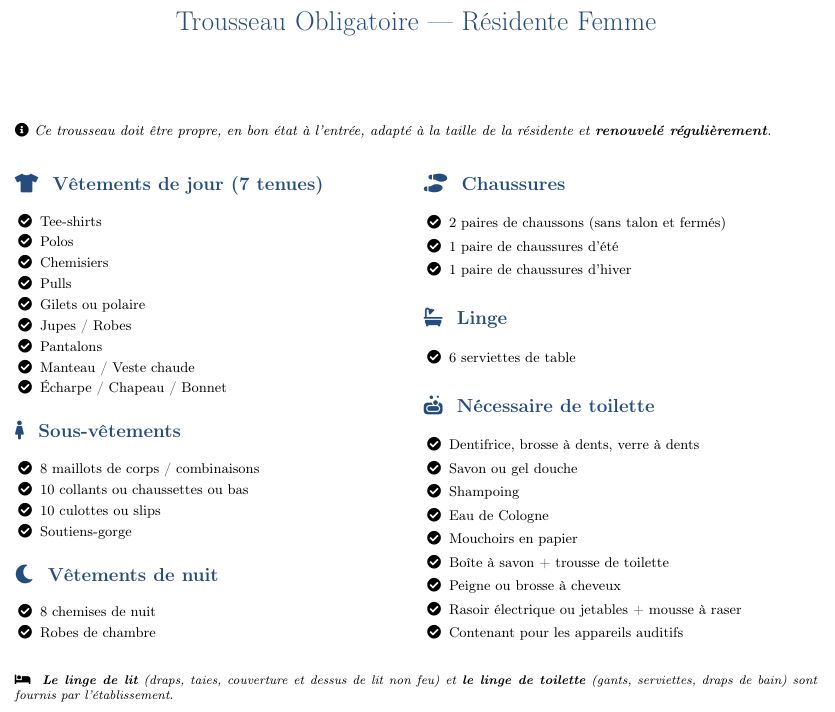 Trousseau Obligatoire — Résidente Femme
Ce trousseau doit être propre, en bon état à l'entrée, adapté à la taille de la résidente et renouvelé régulièrement.
Vêtements de jour (7 tenues)
Tee-shirts
Polos
Chemisiers
Pulls
Gilets ou polaire
Jupes / Robes
Pantalons
Manteau / Veste chaude
Écharpe / Chapeau / Bonnet
Sous-vêtements
8 maillots de corps / combinaisons
10 collants ou chaussettes ou bas
10 culottes ou slips
Soutiens-gorge
Vêtements de nuit
8 chemises de nuit
Robes de chambre
Chaussures
2 paires de chaussons (sans talon et fermés)
1 paire de chaussures d'été
1 paire de chaussures d'hiver
Linge
6 serviettes de table
Nécessaire de toilette
Dentifrice, brosse à dents, verre à dents
Savon ou gel douche
Shampoing
Eau de Cologne
Mouchoirs en papier
Boîte à savon + trousse de toilette
Peigne ou brosse à cheveux
Rasoir électrique ou jetables + mousse à raser
Contenant pour les appareils auditifs
Le linge de lit (draps, taies, couverture et dessus de lit non feu) et le linge de toilette (gants, serviettes, draps de bain) sont
fournis par l'établissement.